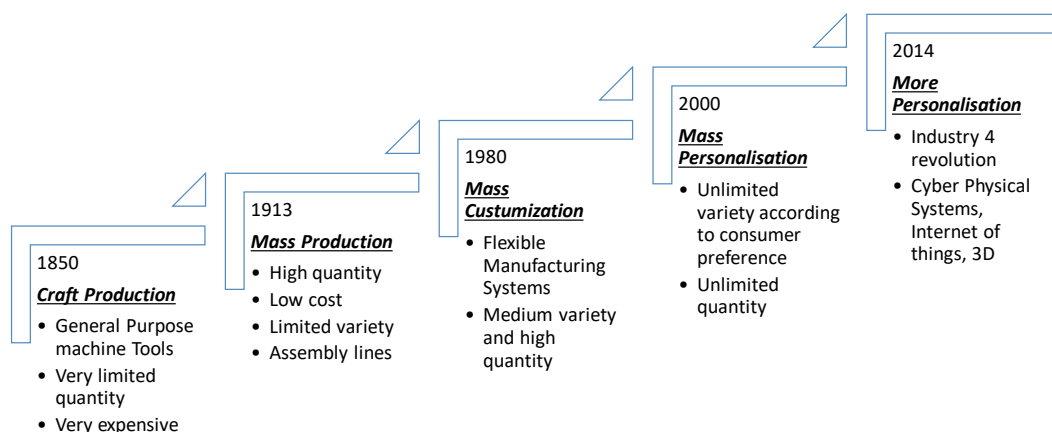 1850
Craft Production
• General Purpose
machine Tools
• Very limited
quantity
• Very expensive
1913
Mass Production
• High quantity
• Low cost
• Limited variety
• Assembly lines
1980
Mass
Custumization
• Flexible
Manufacturing
Systems
• Medium variety
and high
quantity
2000
Mass
Personalisation
• Unlimited
variety according
to consumer
preference
• Unlimited
quantity
2014
More
Personalisation
• Industry 4
revolution
• Cyber Physical
Systems,
Internet of
things, 3D